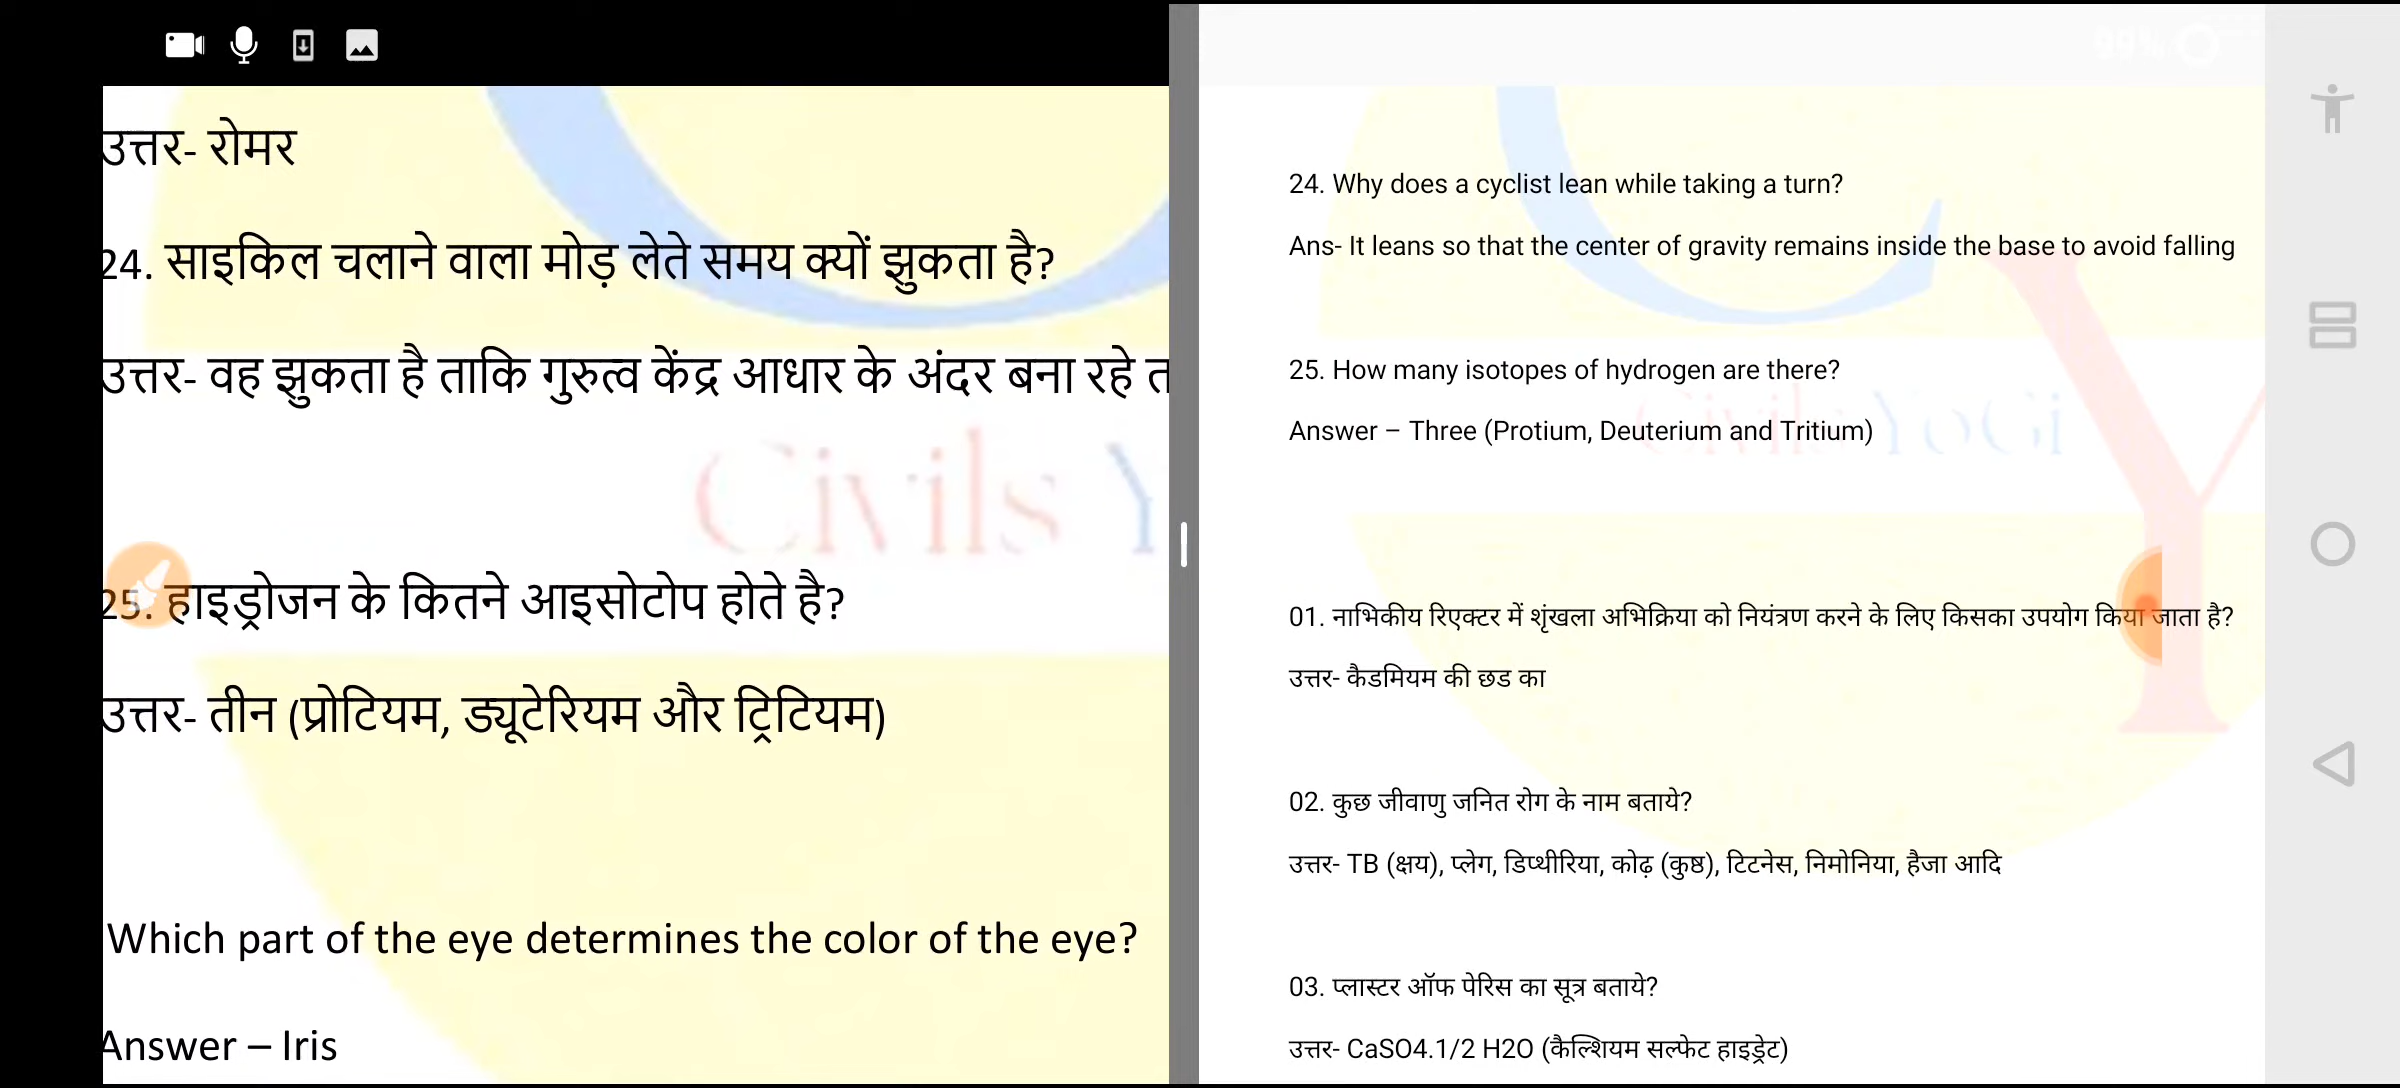 उत्तर- रोमर
24. साइकिल चलाने वाला मोड़ लेते समय क्यों झुकता है?
उत्तर- वह झुकता है ताकि गुरुत्व केंद्र आधार के अंदर बना रहे
25. हाइड्रोजन के कितने आइसोटोप होते है?
उत्तर- तीन (प्रोटियम, ड्यूटेरियम और ट्रिटियम)
Which part of the eye determines the color of the eye?
Answer – Iris
Civils Y
99%
24. Why does a cyclist lean while taking a turn?
Ans- It leans so that the center of gravity remains inside the base to avoid falling
25. How many isotopes of hydrogen are there?
Answer – Three (Protium, Deuterium and Tritium)
Civils YoGi
01. नाभिकीय रिएक्टर में शृंखला अभिक्रिया को नियंत्रण करने के लिए किसका उपयोग किया जाता है?
उत्तर- कैडमियम की छड का
02. कुछ जीवाणु जनित रोग के नाम बताये?
उत्तर- TB (क्षय), प्लेग, डिप्थीरिया, कोढ़ (कुष्ठ), टिटनेस, निमोनिया, हैजा आदि
03. प्लास्टर ऑफ पेरिस का सूत्र बताये?
उत्तर- CaSO4.1/2 H2O (कैल्शियम सल्फेट हाइड्रेट)